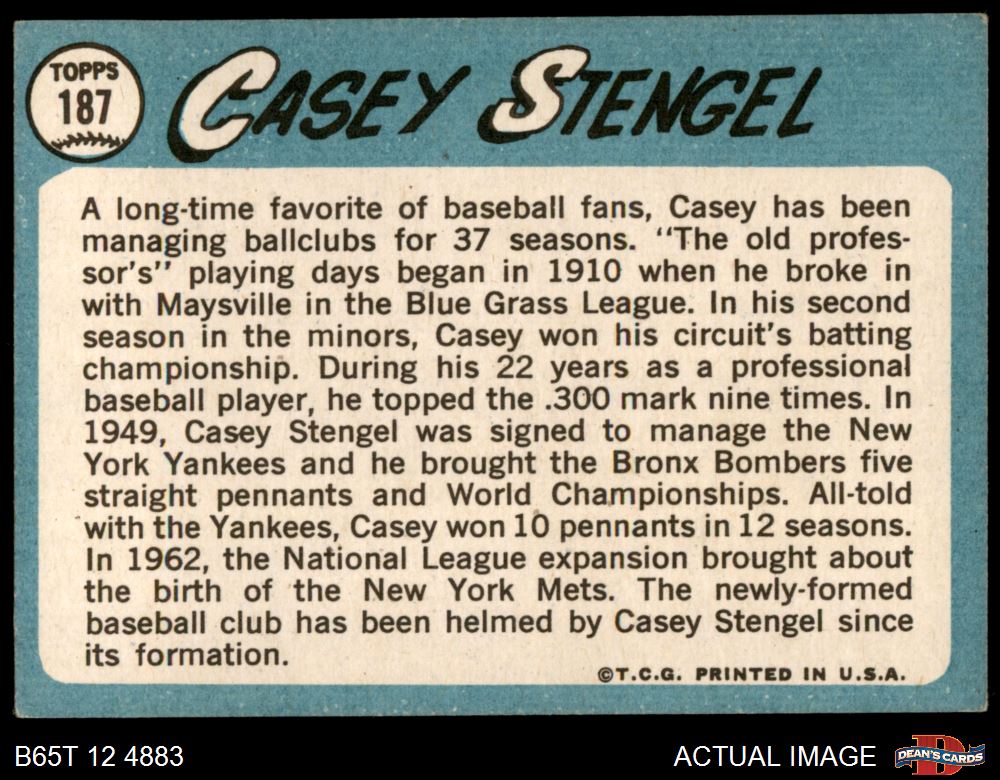 TOPPS
187
CASEY STENGEL
A long-time favorite of baseball fans, Casey has been
managing ballclubs for 37 seasons. "The old profes-
sor's" playing days began in 1910 when he broke in
with Maysville in the Blue Grass League. In his second
season in the minors, Casey won his circuit's batting
championship. During his 22 years as a professional
baseball player, he topped the .300 mark nine times. In
1949, Casey Stengel was signed to manage the New
York Yankees and he brought the Bronx Bombers five
straight pennants and World Championships. All-told
with the Yankees, Casey won 10 pennants in 12 seasons.
In 1962, the National League expansion brought about
the birth of the New York Mets. The newly-formed
baseball club has been helmed by Casey Stengel since
its formation.
©T.C.G. PRINTED IN U.S.A.
B65T 12 4883
ACTUAL IMAGE
D
DEAN'S CARDS